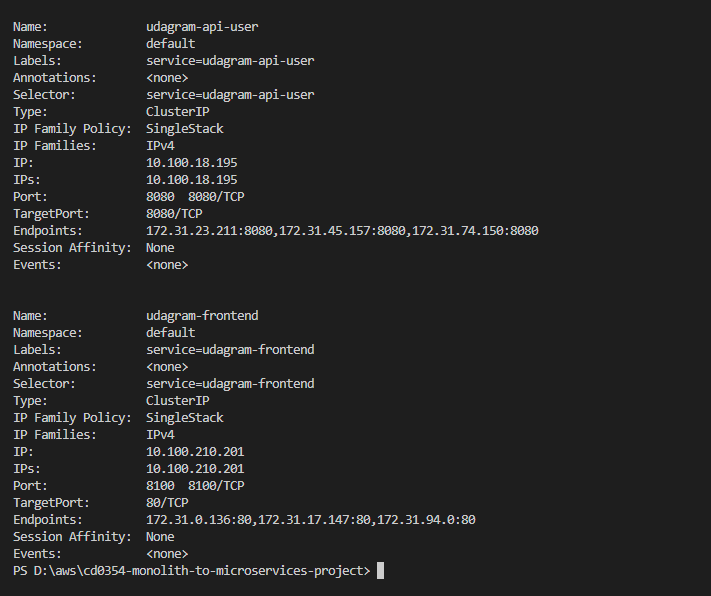 Name:              udagram-api-user
Namespace:         default
Labels:            service=udagram-api-user
Annotations:       <none>
Selector:          service=udagram-api-user
Type:              ClusterIP
IP Family Policy:  SingleStack
IP Families:       IPv4
IP:                10.100.18.195
IPs:               10.100.18.195
Port:              8080  8080/TCP
TargetPort:        8080/TCP
Endpoints:         172.31.23.211:8080,172.31.45.157:8080,172.31.74.150:8080
Session Affinity:  None
Events:            <none>
Name:              udagram-frontend
Namespace:         default
Labels:            service=udagram-frontend
Annotations:       <none>
Selector:          service=udagram-frontend
Type:              ClusterIP
IP Family Policy:  SingleStack
IP Families:       IPv4
IP:                10.100.210.201
IPs:               10.100.210.201
Port:              8100  8100/TCP
TargetPort:        80/TCP
Endpoints:         172.31.0.136:80,172.31.17.147:80,172.31.94.0:80
Session Affinity:  None
Events:            <none>
PS D:\aws\cd0354-monolith-to-microservices-project>